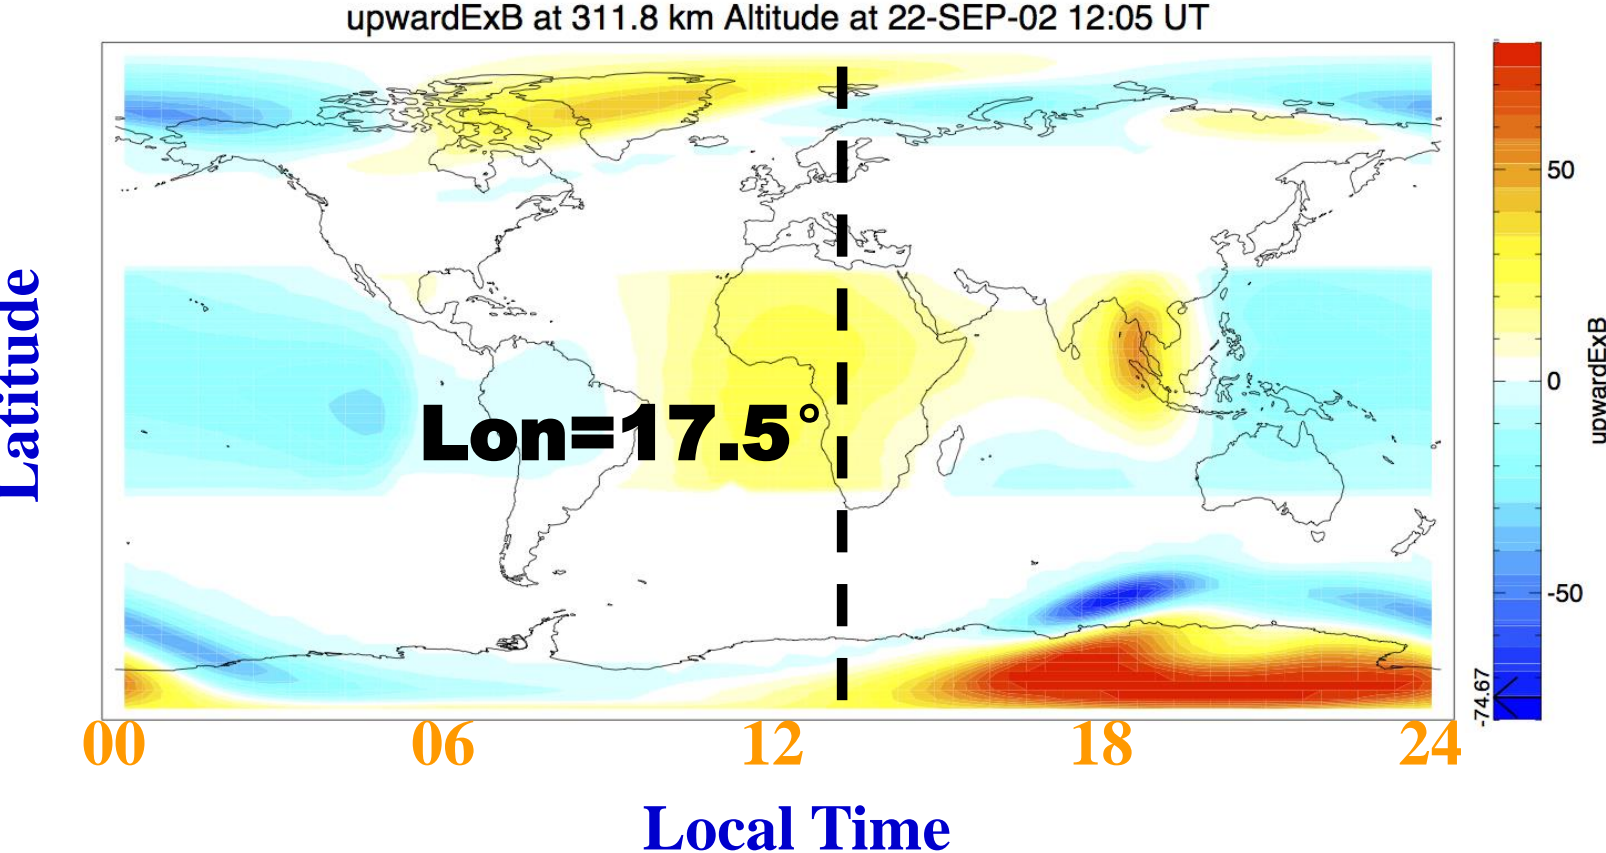 upwardExB at 311.8 km Altitude at 22-SEP-02 12:05 UT
Latitude
Lon=17.5°
50
0
-50
-74.67
upwardExB
00 06 12 18 24
Local Time